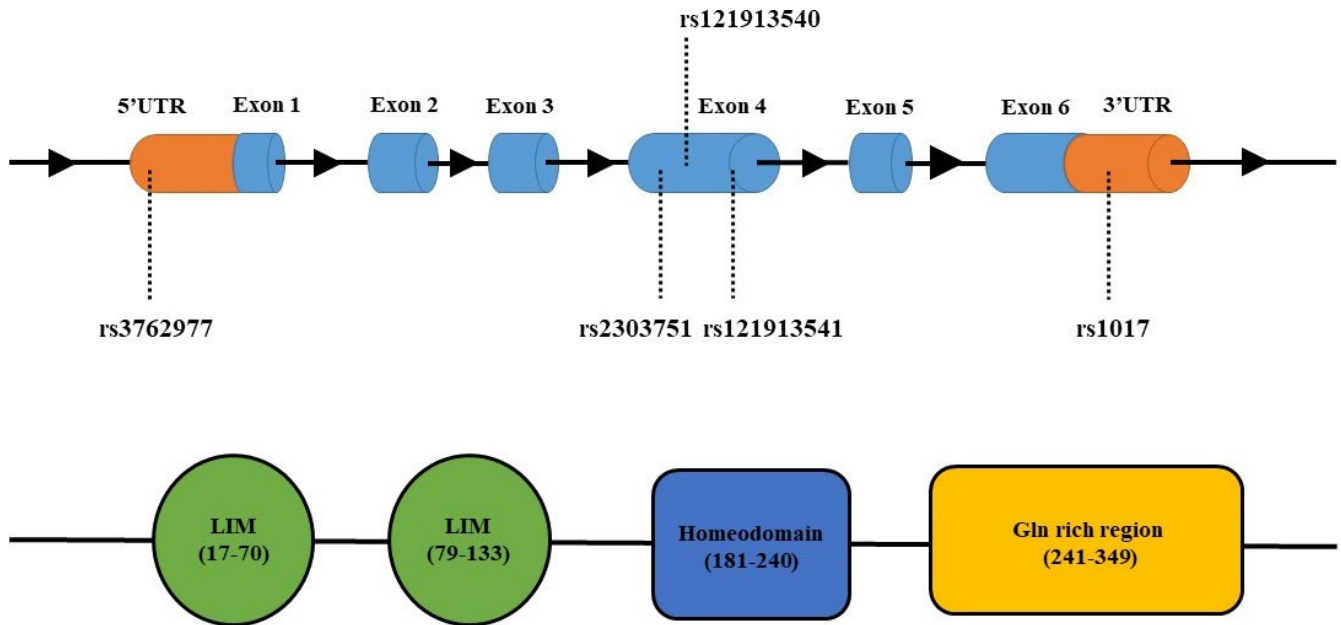 rs121913540
5'UTR Exon 1 Exon 2 Exon 3 Exon 4 Exon 5 Exon 6 3'UTR
rs3762977 rs2303751 rs121913541 rs1017
LIM
(17-70)
LIM
(79-133)
Homeodomain
(181-240)
Gln rich region
(241-349)